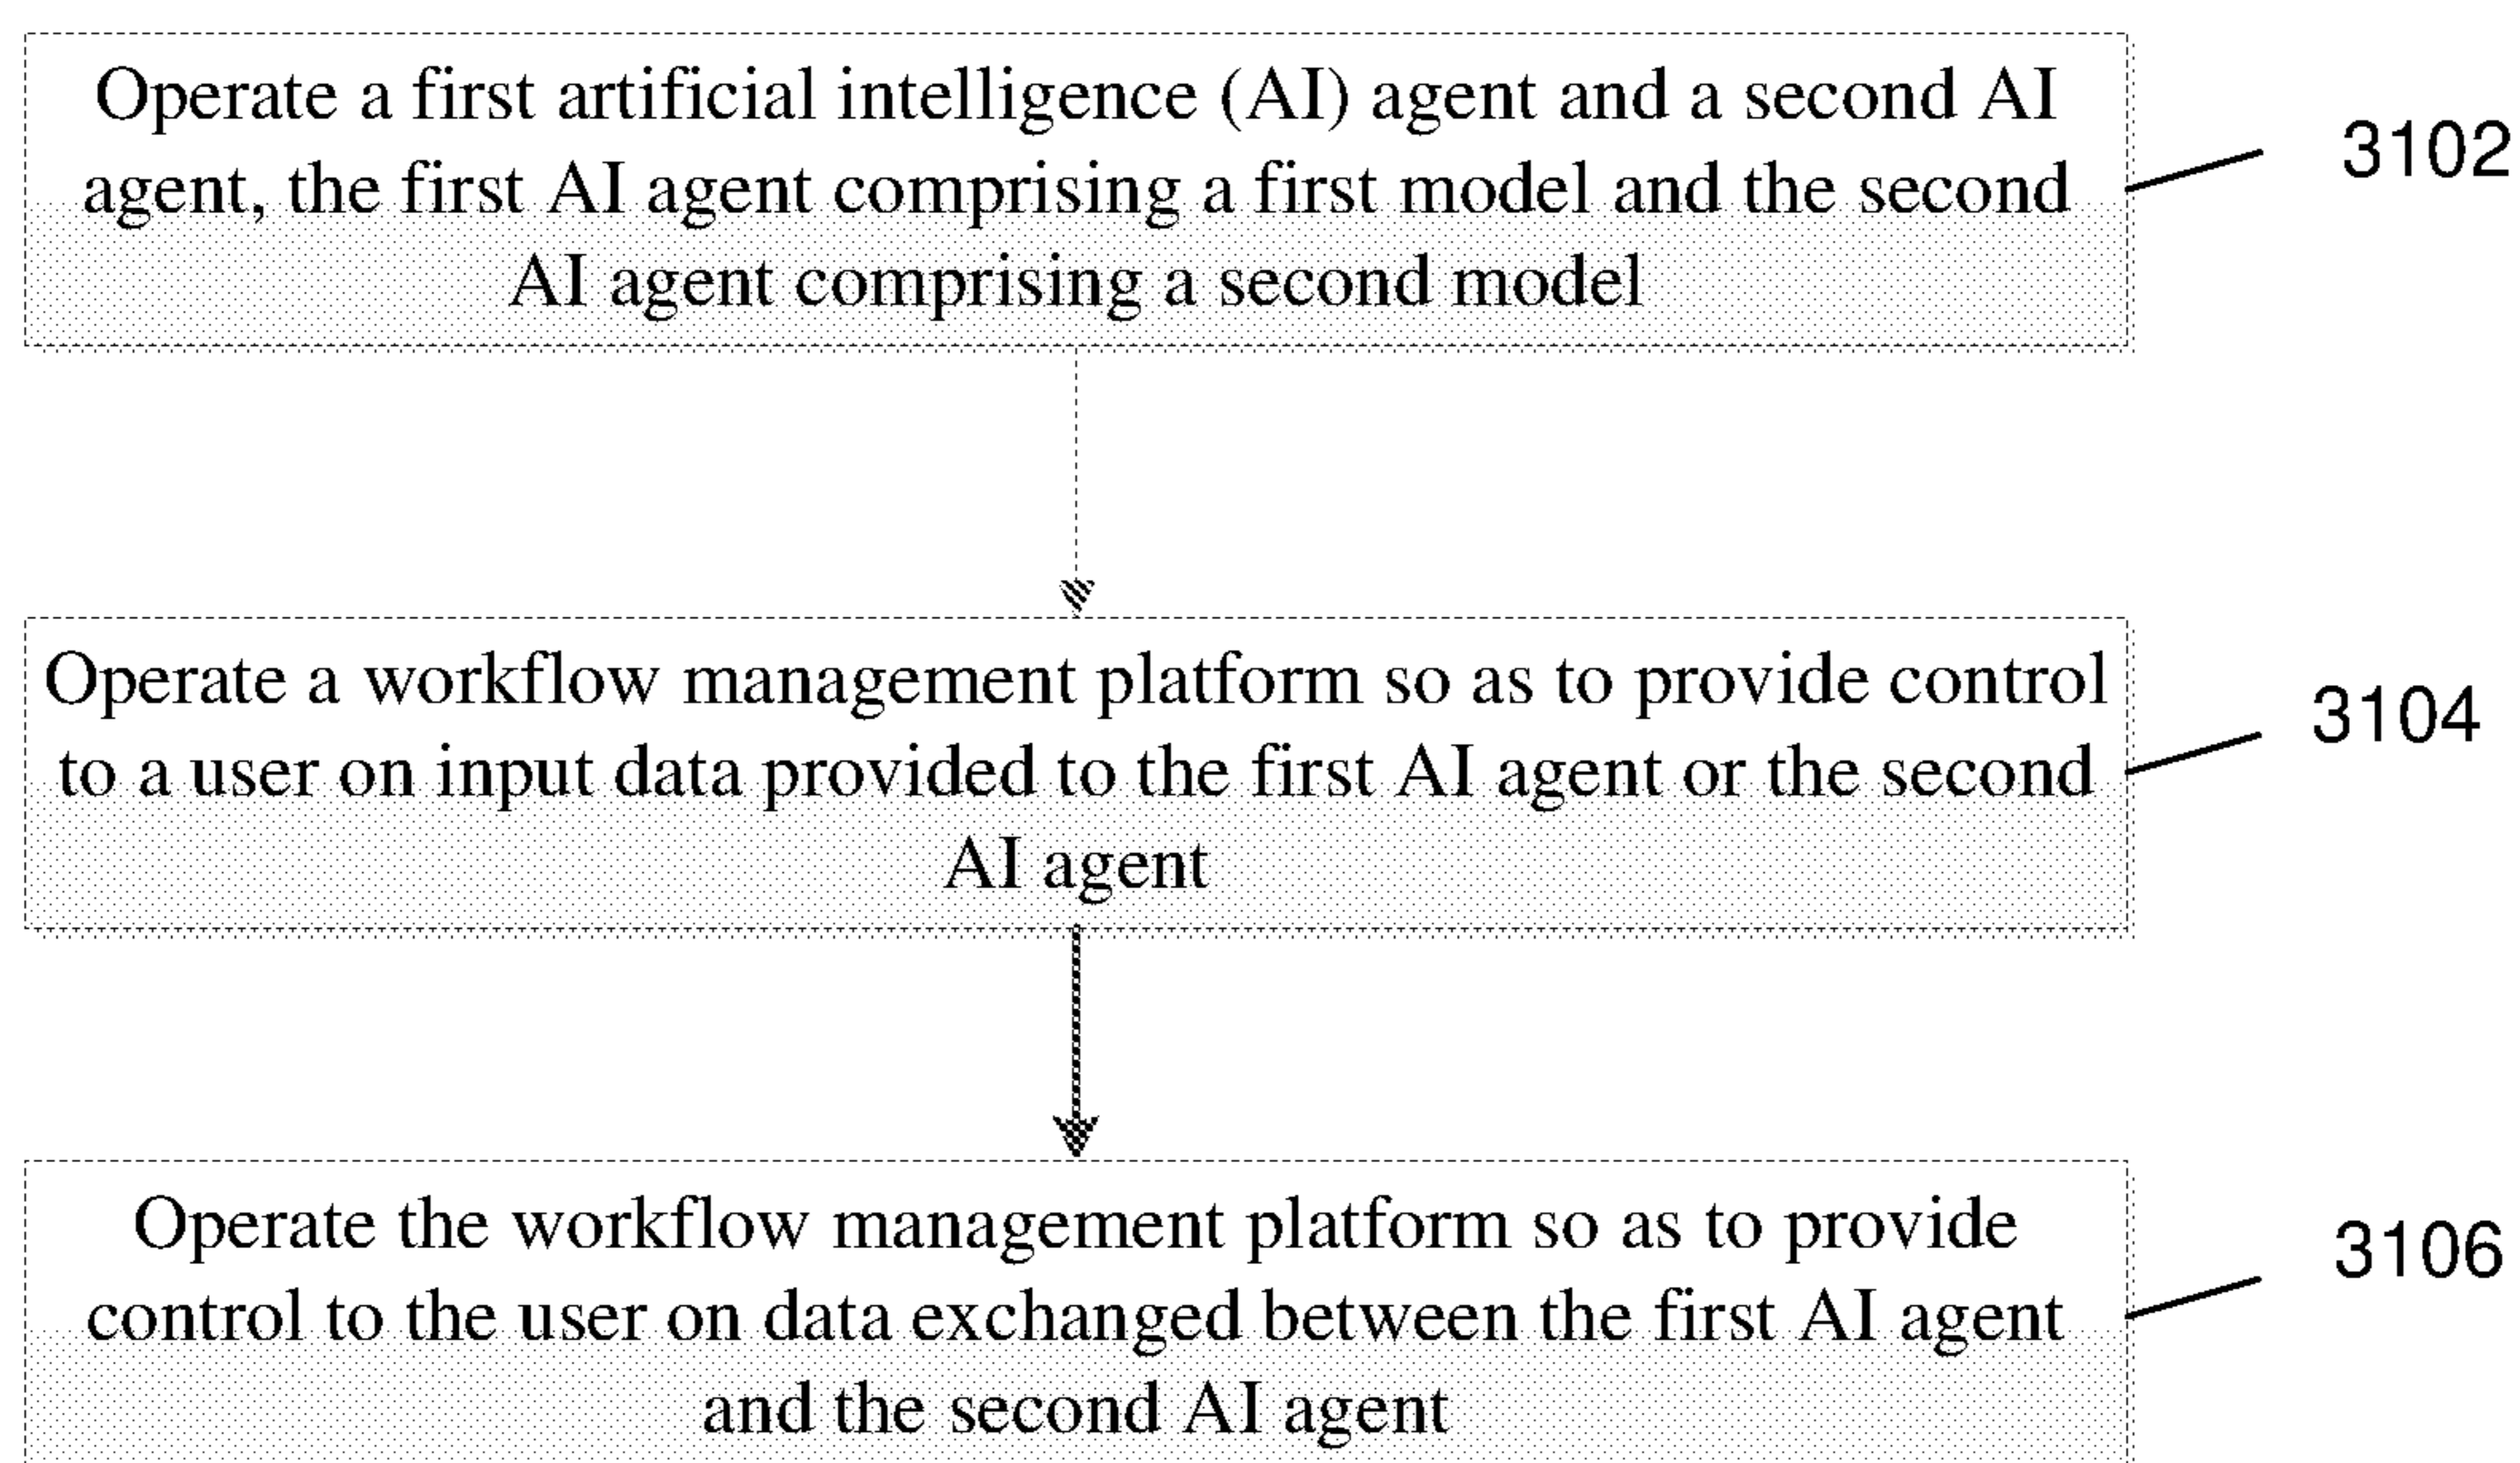 Operate a first artificial intelligence (AI) agent and a second AI
agent, the first AI agent comprising a first model and the second
AI agent comprising a second model
3102
Operate a workflow management platform so as to provide control
to a user on input data provided to the first AI agent or the second
AI agent
3104
Operate the workflow management platform so as to provide
control to the user on data exchanged between the first AI agent
and the second AI agent
3106